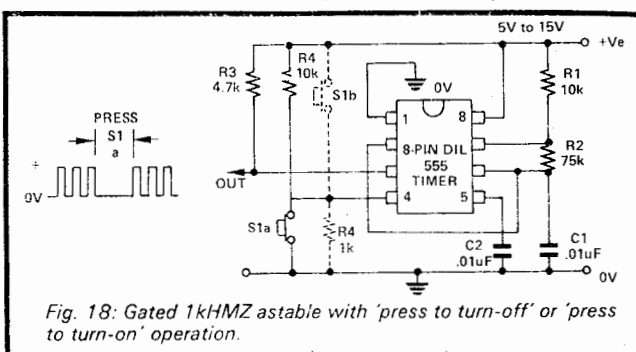 5V to 15V
+Ve
R3
4.7k
R4
10k
S1b
0V
R1
10k
PRESS
S1
a
1
8
+
0V
8-PIN DIL
555
TIMER
R2
75k
OUT
4
5
S1a
R4
1k
C2
.01uF
C1
.01uF
0V
Fig. 18: Gated 1kHMZ astable with 'press to turn-off' or 'press
to turn-on' operation.